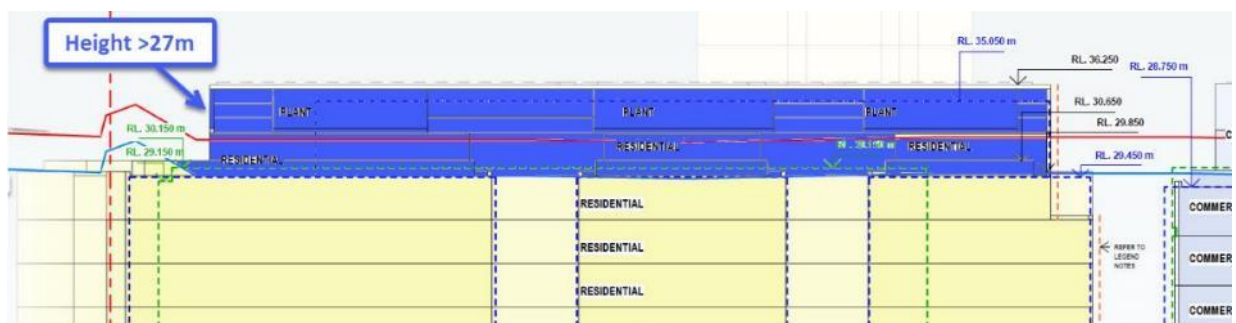 Height >27m
RL. 35.050 m
RL. 36.250
RL. 28.750 m
PLANT
PLANT
PLANT
RL. 30.650
RL. 30.150 m
RL. 29.850
C
RL. 29.150 m
RESIDENTIAL
RESIDENTIAL
RESIDENTIAL
RL. 29.450 m
RESIDENTIAL
COMMER
RESIDENTIAL
REFER TO
LEGEND
NOTES
COMMER
RESIDENTIAL
COMMER